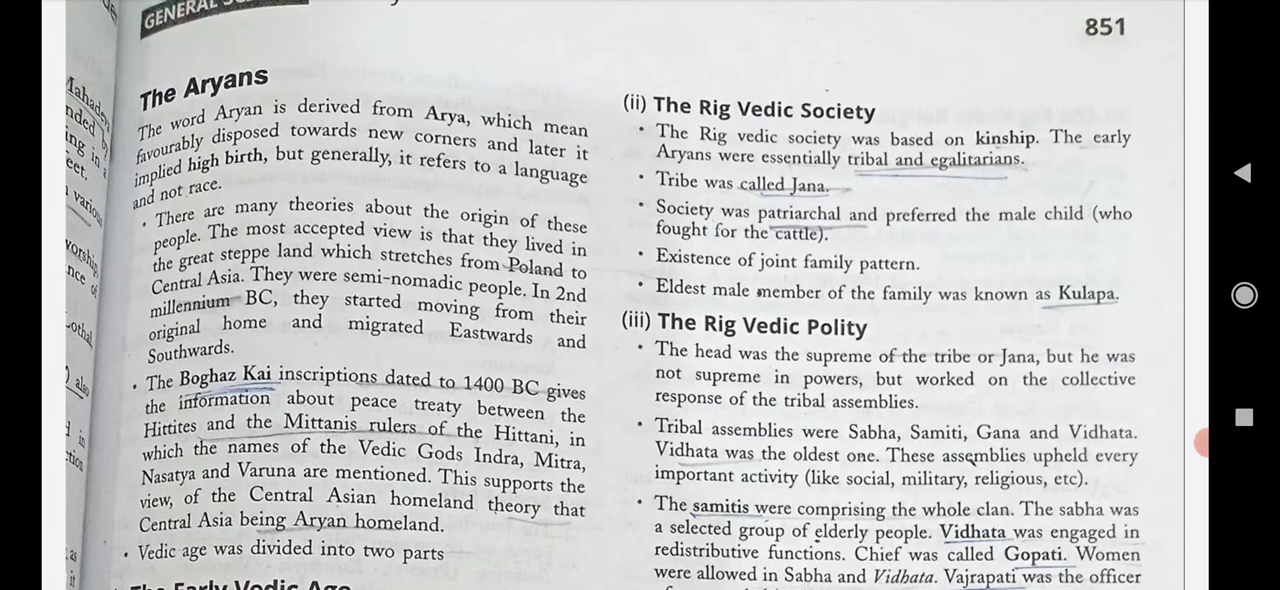 GENERAL
851
The Aryans
The word Aryan is derived from Arya, which mean
favourably disposed towards new corners and later it
implied high birth, but generally, it refers to a language
and not race.
• There are many theories about the origin of these
people. The most accepted view is that they lived in
the great steppe land which stretches from Poland to
Central Asia. They were semi-nomadic people. In 2nd
millennium BC, they started moving from their
original home and migrated Eastwards and
Southwards.
• The Boghaz Kai inscriptions dated to 1400 BC gives
the information about peace treaty between the
Hittites and the Mittanis rulers of the Hittani, in
which the names of the Vedic Gods Indra, Mitra,
Nasatya and Varuna are mentioned. This supports the
view, of the Central Asian homeland theory that
Central Asia being Aryan homeland.
• Vedic age was divided into two parts
The Early Vedic Age
(ii) The Rig Vedic Society
• The Rig vedic society was based on kinship. The early
Aryans were essentially tribal and egalitarians.
• Tribe was called Jana.
• Society was patriarchal and preferred the male child (who
fought for the cattle).
• Existence of joint family pattern.
• Eldest male member of the family was known as Kulapa.
(iii) The Rig Vedic Polity
• The head was the supreme of the tribe or Jana, but he was
not supreme in powers, but worked on the collective
response of the tribal assemblies.
• Tribal assemblies were Sabha, Samiti, Gana and Vidhata.
Vidhata was the oldest one. These assemblies upheld every
important activity (like social, military, religious, etc).
• The samitis were comprising the whole clan. The sabha was
a selected group of elderly people. Vidhata was engaged in
redistributive functions. Chief was called Gopati. Women
were allowed in Sabha and Vidhata. Vajrapati was the officer